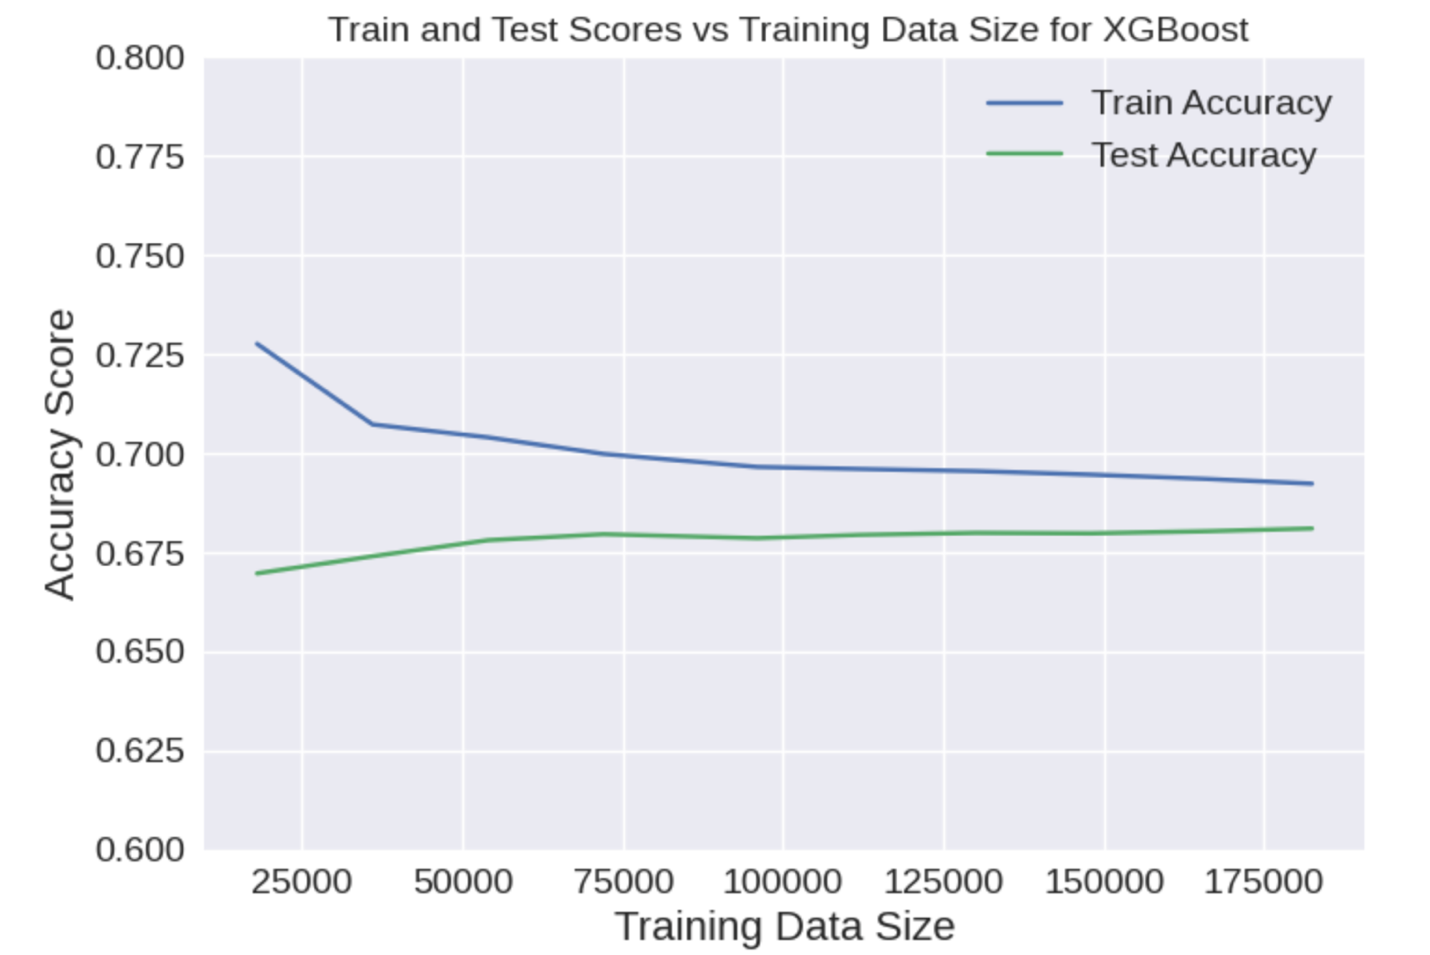 Train and Test Scores vs Training Data Size for XGBoost
0.800
Train Accuracy
0.775
Test Accuracy
0.750
0.725
0.700
0.675
0.650
0.625
0.600
Accuracy Score
25000 50000 75000 100000 125000 150000 175000
Training Data Size